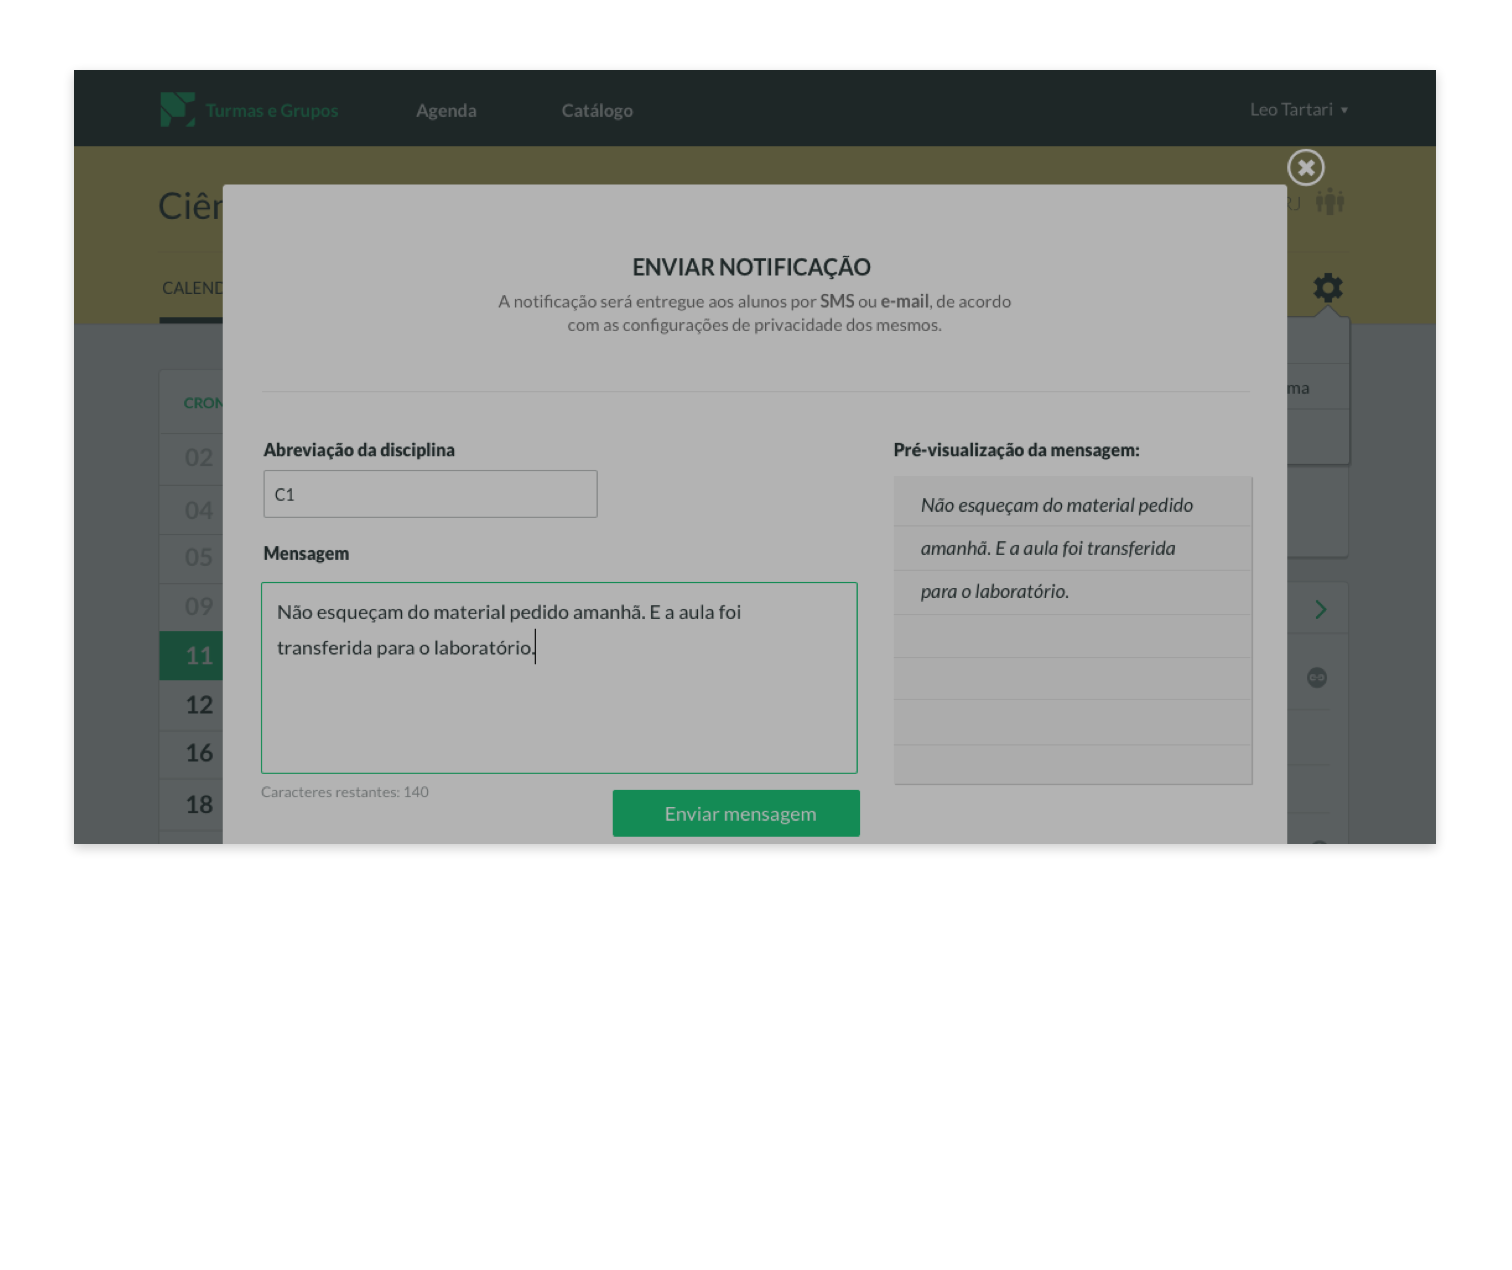 Turmas e Grupos
Agenda
Catálogo
Leo Tartari
RJ
CALEND
ENVIAR NOTIFICAÇÃO
A notificação será entregue aos alunos por SMS ou e-mail, de acordo
com as configurações de privacidade dos mesmos.
ma
CRON
Abreviação da disciplina
C1
Mensagem
Não esqueçam do material pedido amanhã. E a aula foi
transferida para o laboratório.
Caracteres restantes: 140
Enviar mensagem
Pré-visualização da mensagem:
Não esqueçam do material pedido
amanhã. E a aula foi transferida
para o laboratório.
02
04
05
09
11
12
16
18